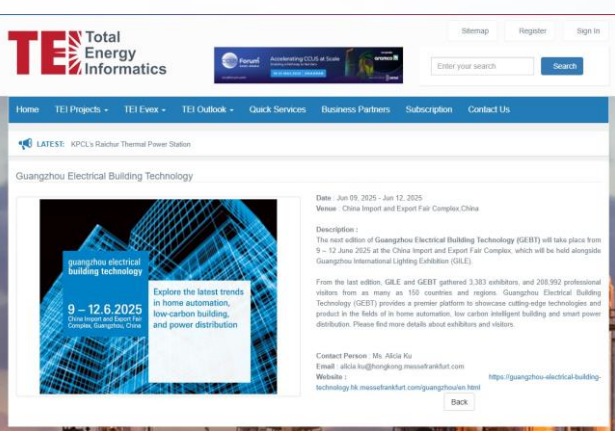 Sitemap
Register
Sign In
TEI
Total
Energy
Informatics
Forum
Accelerating CCUS at Scale
aramco
Enter your search
Search
Home
TEI Projects
TEI Evex
TEI Outlook
Quick Services
Business Partners
Subscription
Contact Us
LATEST: KPCL's Raichur Thermal Power Station
Guangzhou Electrical Building Technology
guangzhou electrical
building technology
9 – 12.6.2025
China Import and Export Fair
Complex, Guangzhou, China
Explore the latest trends
in home automation,
low-carbon building,
and power distribution
Date : Jun 09, 2025 - Jun 12, 2025
Venue : China Import and Export Fair Complex,China
Description :
The next edition of Guangzhou Electrical Building Technology (GEBT) will take place from
9 – 12 June 2025 at the China Import and Export Fair Complex, which will be held alongside
Guangzhou International Lighting Exhibition (GILE).
From the last edition, GILE and GEBT gathered 3,383 exhibitors, and 208,992 professional
visitors from as many as 150 countries and regions. Guangzhou Electrical Building
Technology (GEBT) provides a premier platform to showcase cutting-edge technologies and
product in the fields of in home automation, low carbon intelligent building and smart power
distribution. Please find more details about exhibitors and visitors.
Contact Person : Ms. Alicia Ku
Email : alicia.ku@hongkong.messefrankfurt.com
Website : https://guangzhou-electrical-building-
technology.hk.messefrankfurt.com/guangzhou/en.html
Back